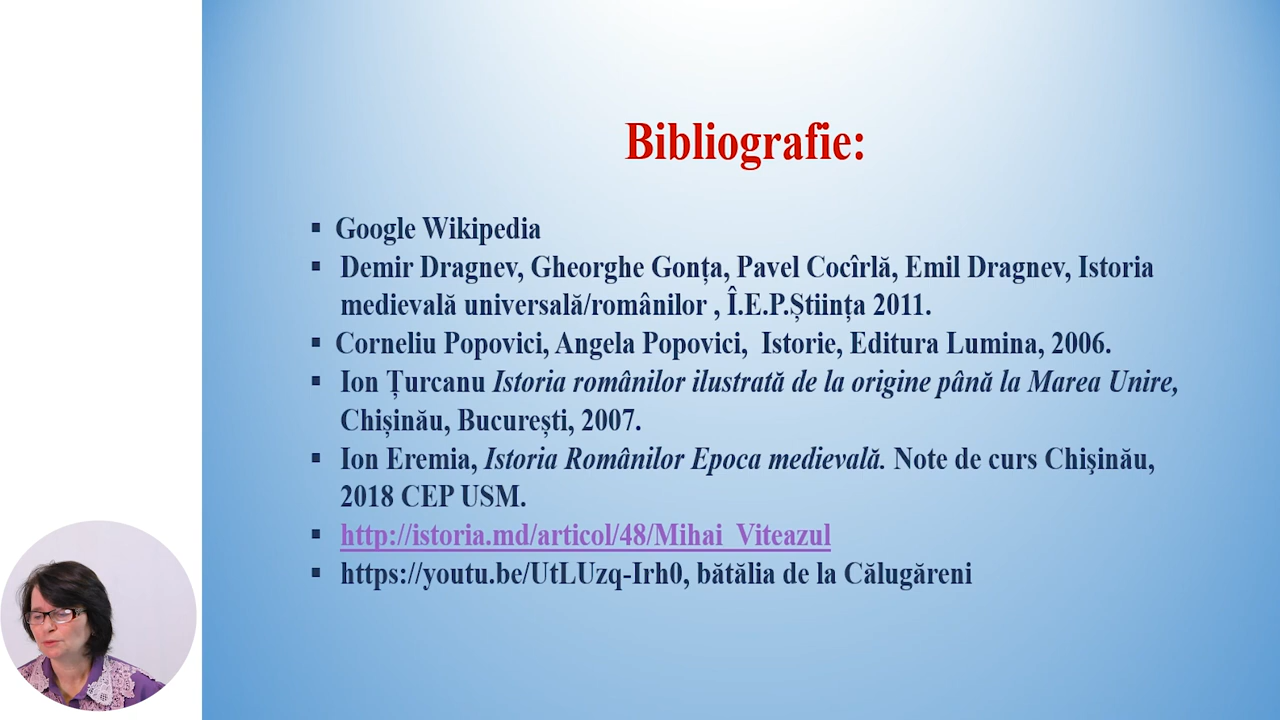 Bibliografie:
▪ Google Wikipedia
▪ Demir Dragnev, Gheorghe Gonța, Pavel Cocîrlă, Emil Dragnev, Istoria
medievală universală/românilor , Î.E.P.Știința 2011.
▪ Corneliu Popovici, Angela Popovici, Istorie, Editura Lumina, 2006.
▪ Ion Țurcanu Istoria românilor ilustrată de la origine până la Marea Unire,
Chișinău, București, 2007.
▪ Ion Eremia, Istoria Românilor Epoca medievală. Note de curs Chişinău,
2018 CEP USM.
▪ http://istoria.md/articol/48/Mihai_Viteazul
▪ https://youtu.be/UtLUzq-Irh0, bătălia de la Călugăreni